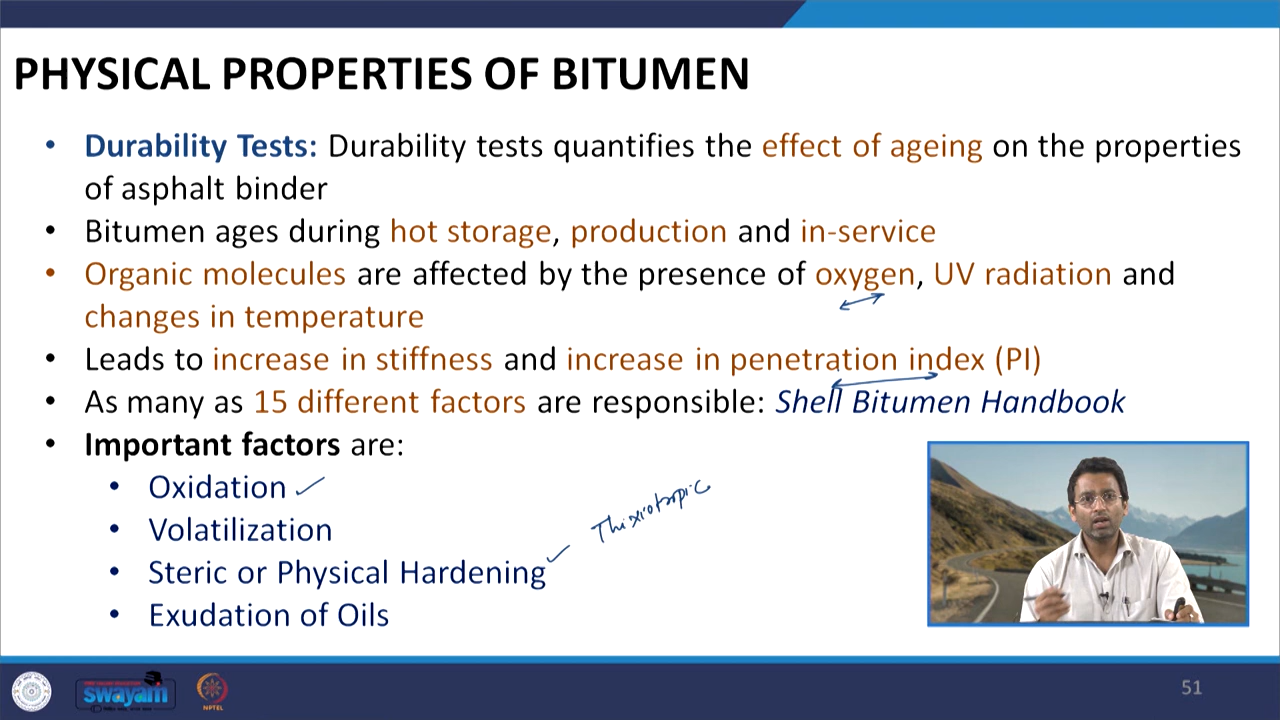 PHYSICAL PROPERTIES OF BITUMEN
• Durability Tests: Durability tests quantifies the effect of ageing on the properties
of asphalt binder
• Bitumen ages during hot storage, production and in-service
• Organic molecules are affected by the presence of oxygen, UV radiation and
changes in temperature
• Leads to increase in stiffness and increase in penetration index (PI)
• As many as 15 different factors are responsible: Shell Bitumen Handbook
• Important factors are:
• Oxidation
• Volatilization
• Steric or Physical Hardening
Thixotropic
• Exudation of Oils
swayam
NPTEL
51